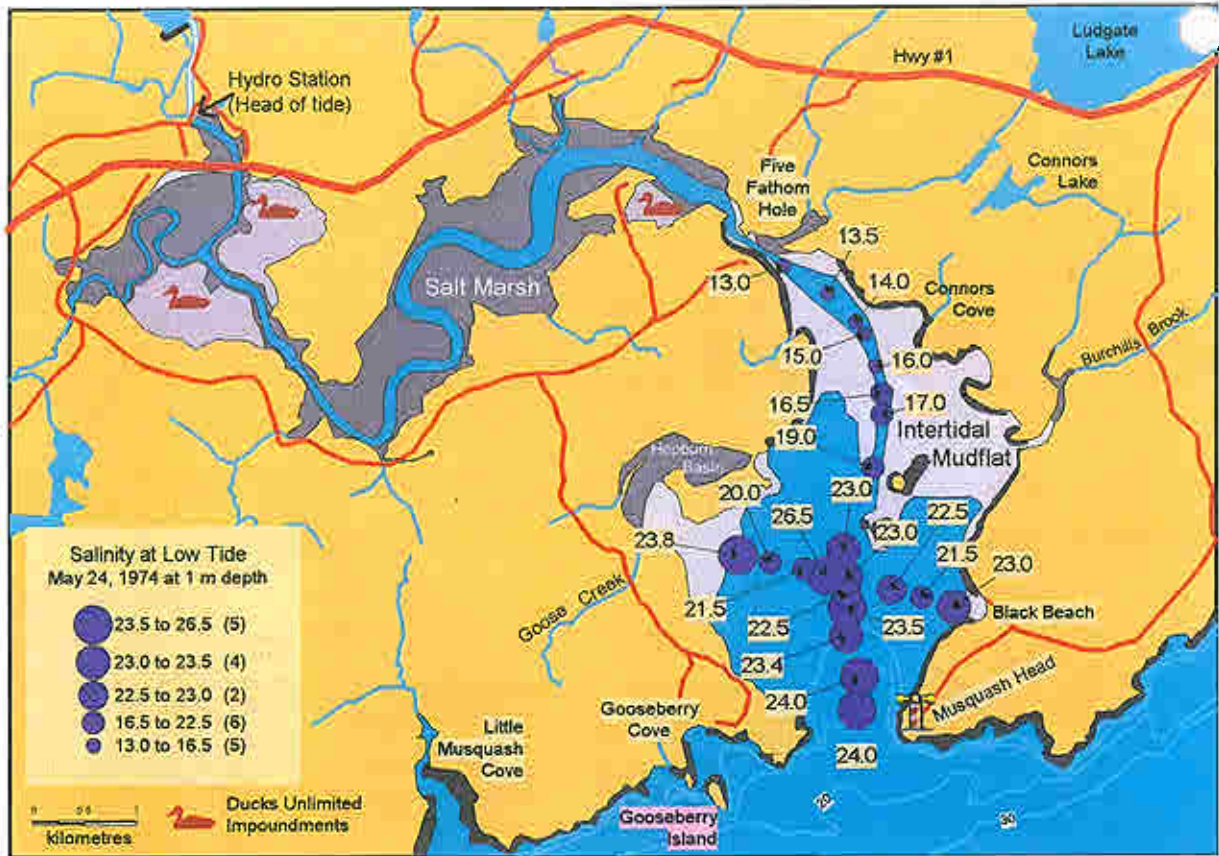 Ludgate
Lake
Hwy #1
Hydro Station
(Head of tide)
Five
Fathom
Hole
Connors
Lake
13.5
13.0
14.0
Connors
Cove
Salt Marsh
Burchills Brook
15.0
16.0
16.5
17.0
19.0
Intertidal
Mudflat
Hepburn
Basin
20.0
23.0
26.5
22.5
23.8
23.0
21.5
23.0
21.5
Black Beach
Goose Creek
22.5
23.5
23.4
24.0
Musquash Head
Gooseberry
Cove
24.0
Little
Musquash
Cove
Gooseberry
Island
20
30
Salinity at Low Tide
May 24, 1974 at 1 m depth
23.5 to 26.5 (5)
23.0 to 23.5 (4)
22.5 to 23.0 (2)
16.5 to 22.5 (6)
13.0 to 16.5 (5)
0 0.5 1
kilometres
Ducks Unlimited
Impoundments